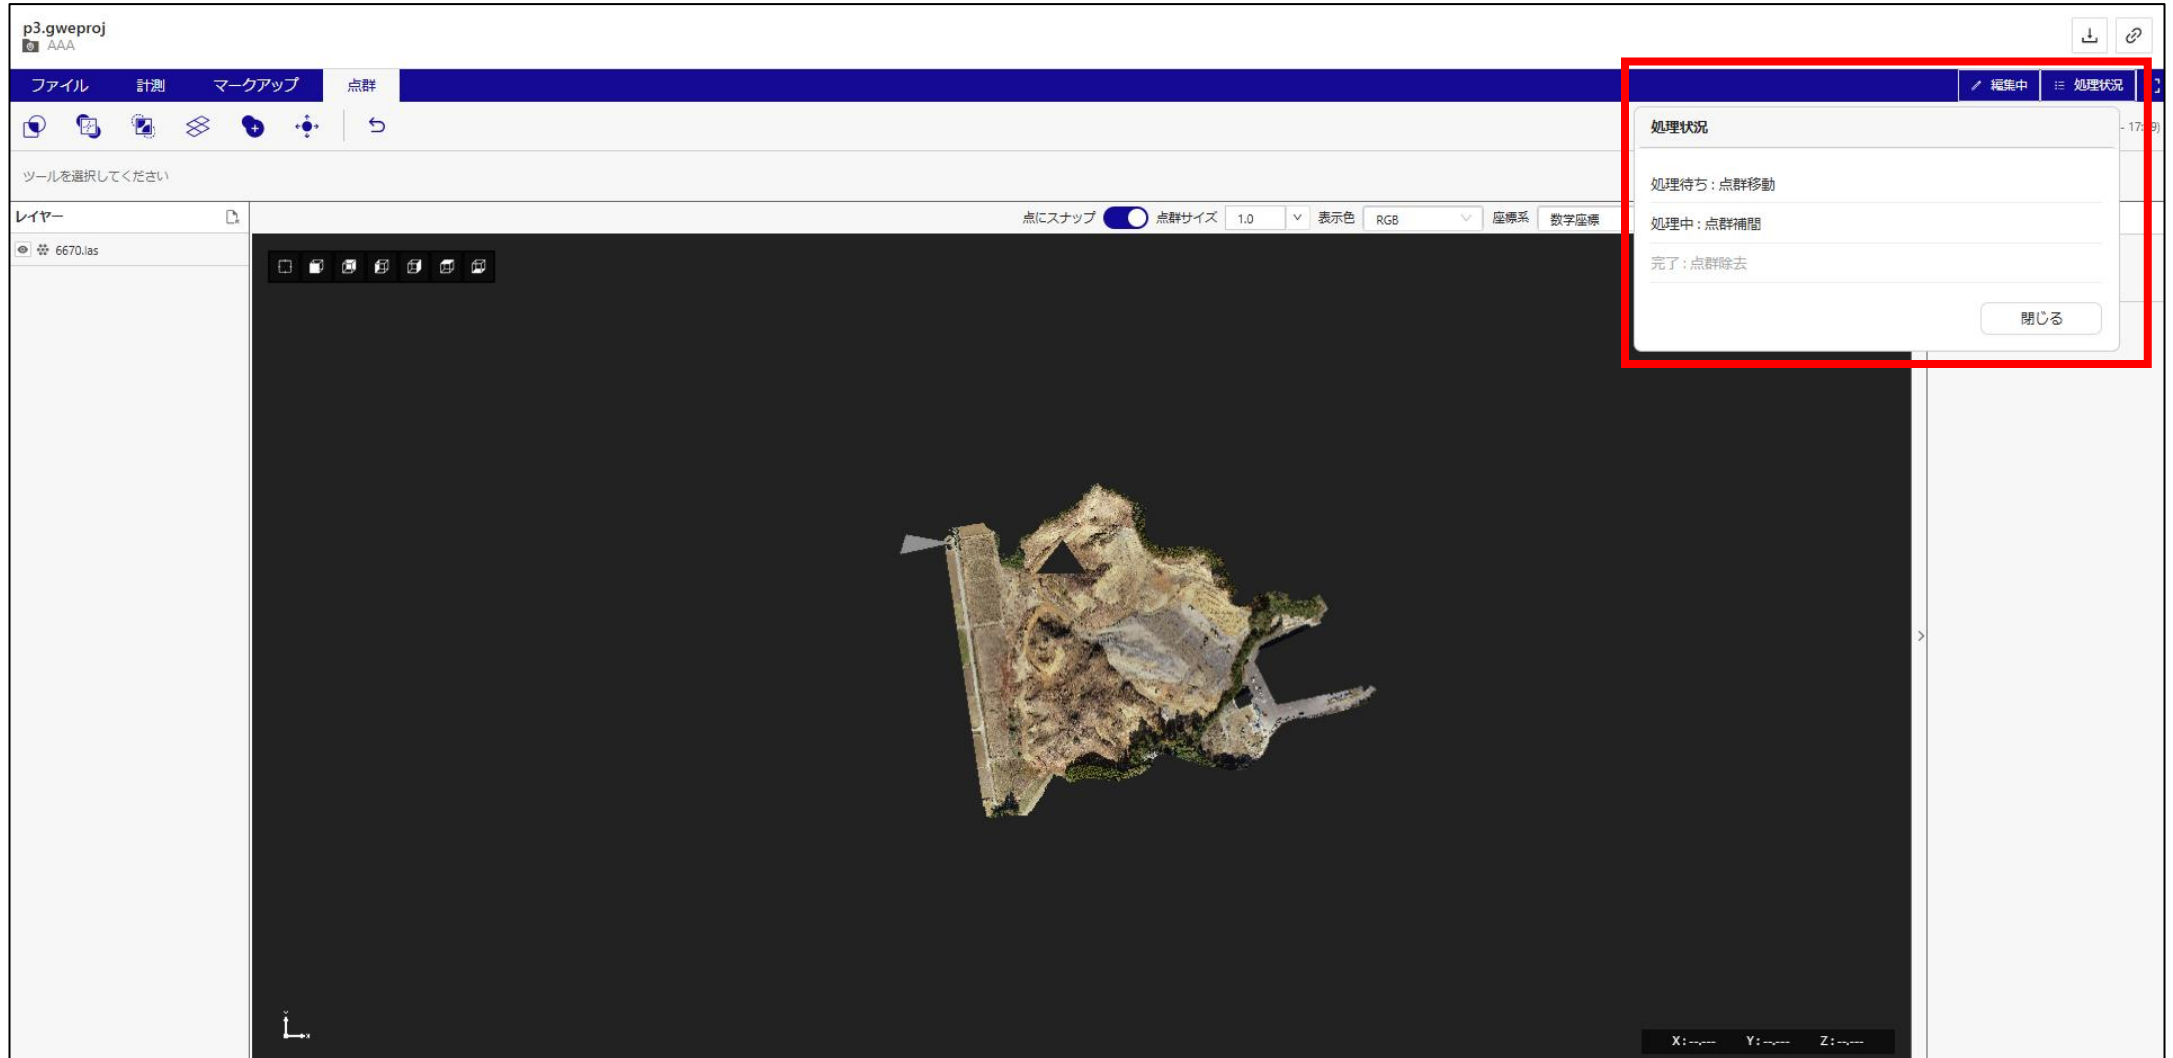 p3.gweproj
AAA
ファイル 計測 マークアップ 点群 編集中 処理状況
処理状況
ツールを選択してください
処理待ち : 点群移動
処理中 : 点群補間
完了 : 点群除去
閉じる
レイヤー 点にスナップ 点群サイズ 1.0 表示色 RGB 座標系 数学座標
6670.las
X:--.--- Y:--.--- Z:--.---